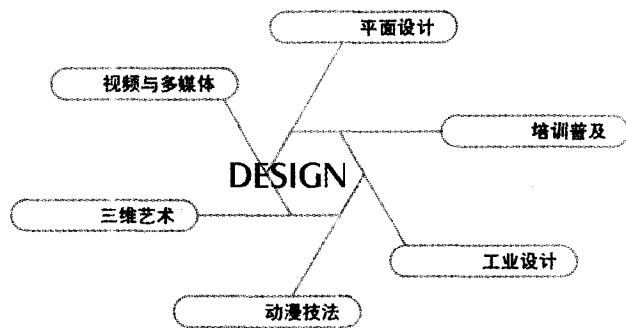 平面设计
视频与多媒体
培训普及
DESIGN
三维艺术
工业设计
动漫技法